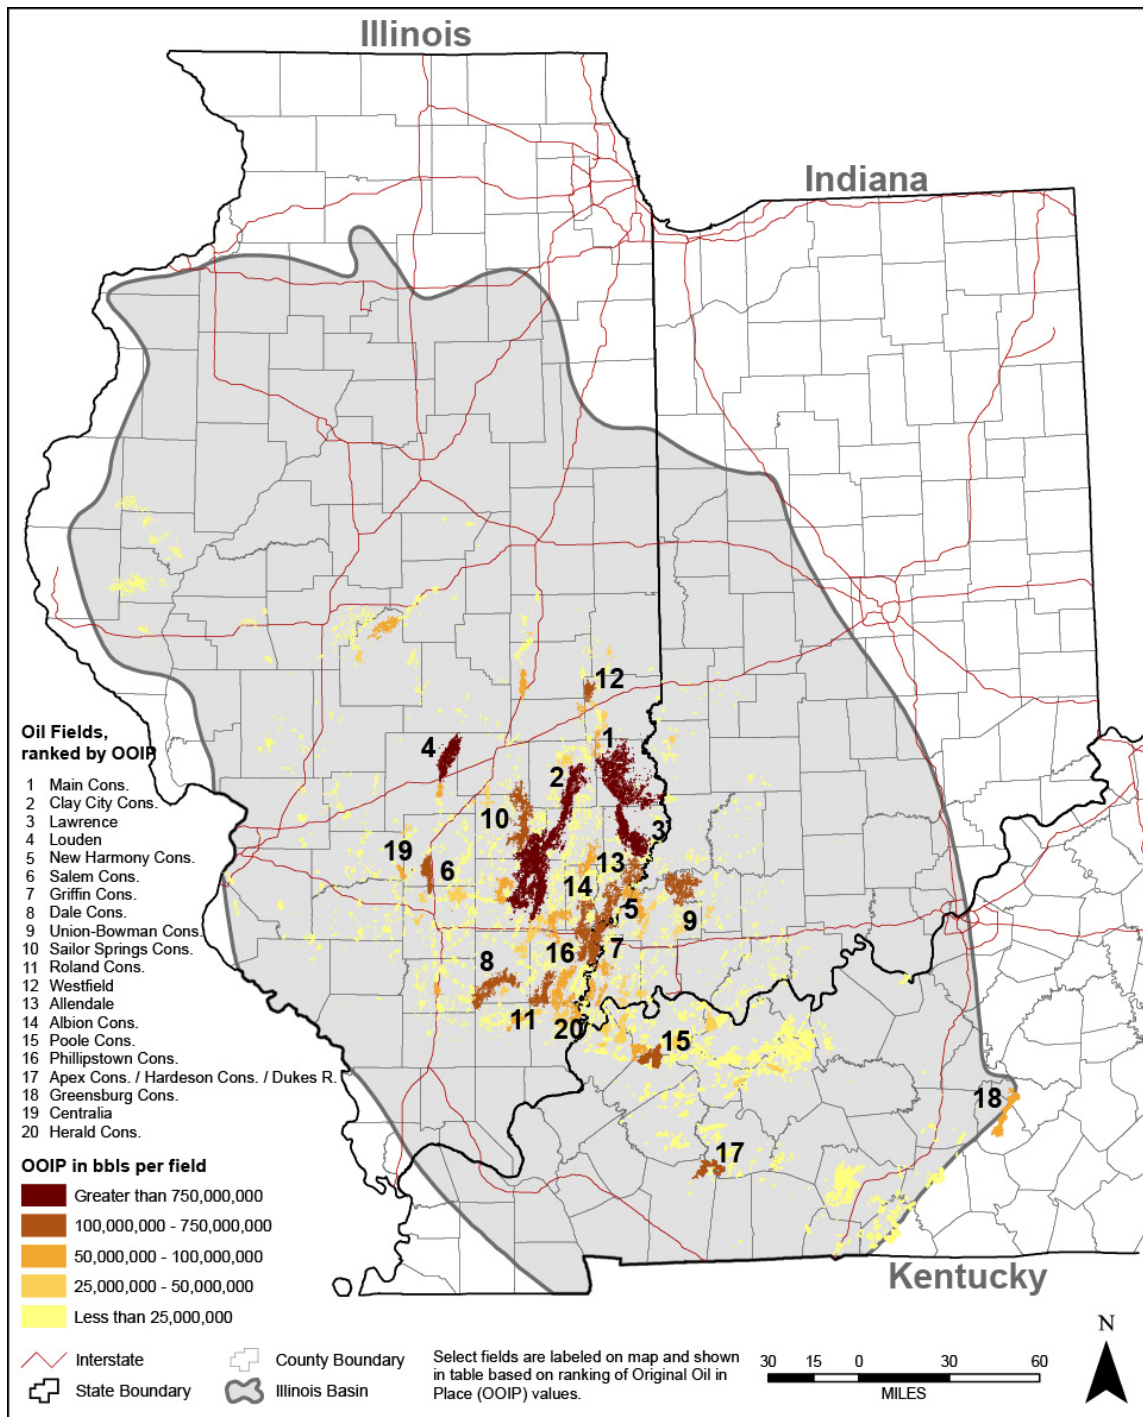 Illinois
Indiana
12
1
4
2
10
3
19
13
6
14
5
9
16
7
8
11
20
15
18
17
Kentucky
Oil Fields,
ranked by OOIP
1 Main Cons.
2 Clay City Cons.
3 Lawrence
4 Louden
5 New Harmony Cons.
6 Salem Cons.
7 Griffin Cons.
8 Dale Cons.
9 Union-Bowman Cons.
10 Sailor Springs Cons.
11 Roland Cons.
12 Westfield
13 Allendale
14 Albion Cons.
15 Poole Cons.
16 Phillipstown Cons.
17 Apex Cons. / Hardeson Cons. / Dukes R.
18 Greensburg Cons.
19 Centralia
20 Herald Cons.
OOIP in bbls per field
Greater than 750,000,000
100,000,000 - 750,000,000
50,000,000 - 100,000,000
25,000,000 - 50,000,000
Less than 25,000,000
Interstate
State Boundary
County Boundary
Illinois Basin
Select fields are labeled on map and shown
in table based on ranking of Original Oil in
Place (OOIP) values.
30 15 0 30 60
MILES
N